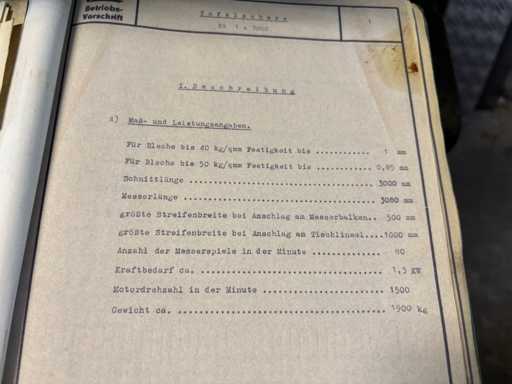 Betriebs-
Vorschrift
Tafelschere
1
I. Beschreibung
A) Maß- und Leistungsangaben.
Für Bleche bis 40 kg/qmm Festigkeit bis ............ 1 mm
Für Bleche bis 50 kg/qmm Festigkeit bis ............ 0,85 mm
Schnittlänge ........................................ 3000 mm
Messerlänge ......................................... 3080 mm
größte Streifenbreite bei Anschlag am Messerbalken.. 500 mm
größte Streifenbreite bei Anschlag am Tischlineal....1000 mm
Anzahl der Messerspiele in der Minute .............. 40
Kraftbedarf ca. ..................................... 1,5 KW
Motordrehzahl in der Minute ......................... 1500
Gewicht ca. ......................................... 1900 kg